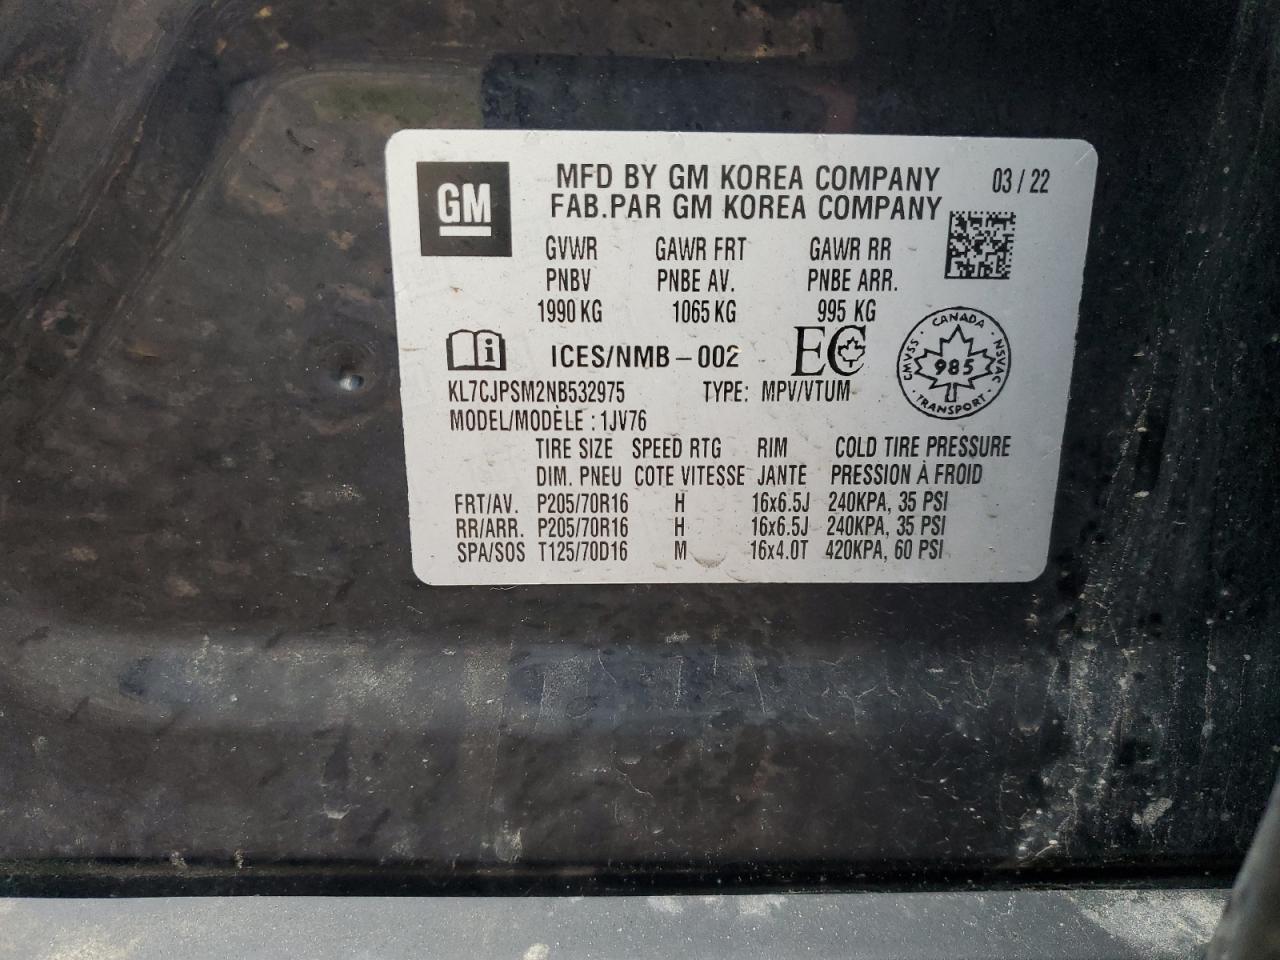 GM
MFD BY GM KOREA COMPANY 03 / 22
FAB.PAR GM KOREA COMPANY
GVWR GAWR FRT GAWR RR
PNBV PNBE AV. PNBE ARR.
1990 KG 1065 KG 995 KG
i ICES/NMB - 002 EC
CANADA NSVAC TRANSPORT CMVSS
985
KL7CJPSM2NB532975 TYPE: MPV/VTUM
MODEL/MODÈLE : 1JV76
TIRE SIZE SPEED RTG RIM COLD TIRE PRESSURE
DIM. PNEU COTE VITESSE JANTE PRESSION À FROID
FRT/AV. P205/70R16 H 16x6.5J 240KPA, 35 PSI
RR/ARR. P205/70R16 H 16x6.5J 240KPA, 35 PSI
SPA/SOS T125/70D16 M 16x4.0T 420KPA, 60 PSI